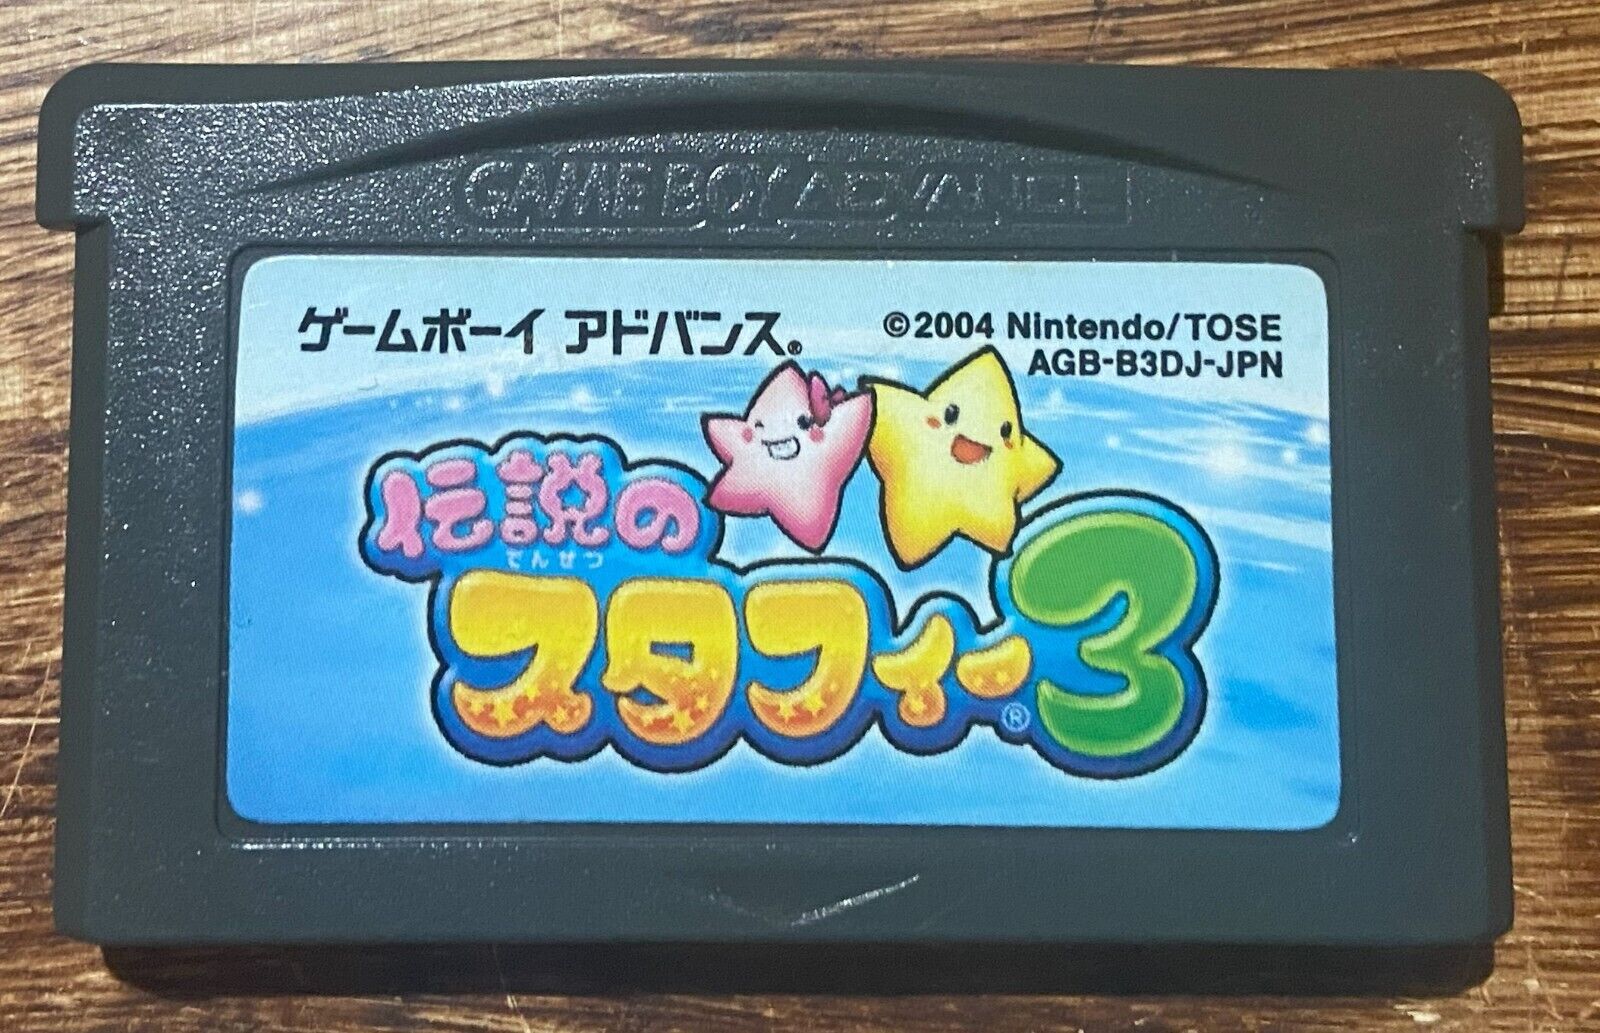 GAME BOY ADVANCE
ゲームボーイ アドバンス®
©2004 Nintendo/TOSE
AGB-B3DJ-JPN
伝説の
でんせつ
スタフィー®3